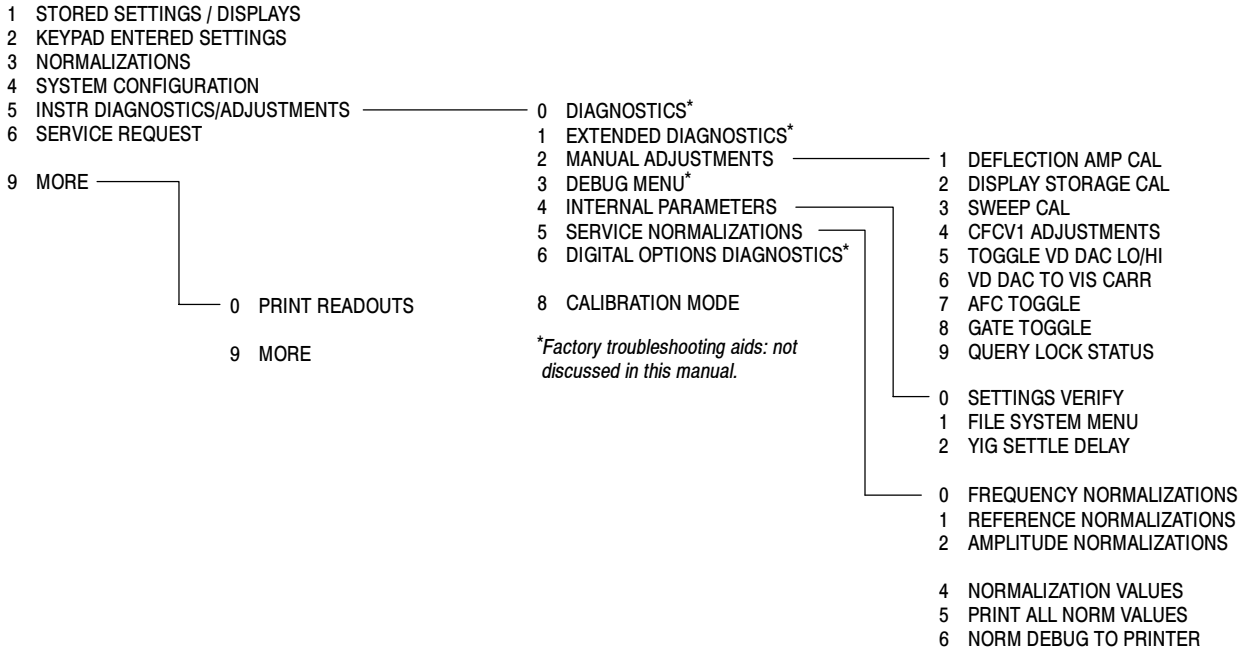 1 STORED SETTINGS / DISPLAYS
2 KEYPAD ENTERED SETTINGS
3 NORMALIZATIONS
4 SYSTEM CONFIGURATION
5 INSTR DIAGNOSTICS/ADJUSTMENTS
6 SERVICE REQUEST
9 MORE
0 PRINT READOUTS
9 MORE
0 DIAGNOSTICS*
1 EXTENDED DIAGNOSTICS*
2 MANUAL ADJUSTMENTS
3 DEBUG MENU*
4 INTERNAL PARAMETERS
5 SERVICE NORMALIZATIONS
6 DIGITAL OPTIONS DIAGNOSTICS*
8 CALIBRATION MODE
*Factory troubleshooting aids: not
discussed in this manual.
1 DEFLECTION AMP CAL
2 DISPLAY STORAGE CAL
3 SWEEP CAL
4 CFCV1 ADJUSTMENTS
5 TOGGLE VD DAC LO/HI
6 VD DAC TO VIS CARR
7 AFC TOGGLE
8 GATE TOGGLE
9 QUERY LOCK STATUS
0 SETTINGS VERIFY
1 FILE SYSTEM MENU
2 YIG SETTLE DELAY
0 FREQUENCY NORMALIZATIONS
1 REFERENCE NORMALIZATIONS
2 AMPLITUDE NORMALIZATIONS
4 NORMALIZATION VALUES
5 PRINT ALL NORM VALUES
6 NORM DEBUG TO PRINTER